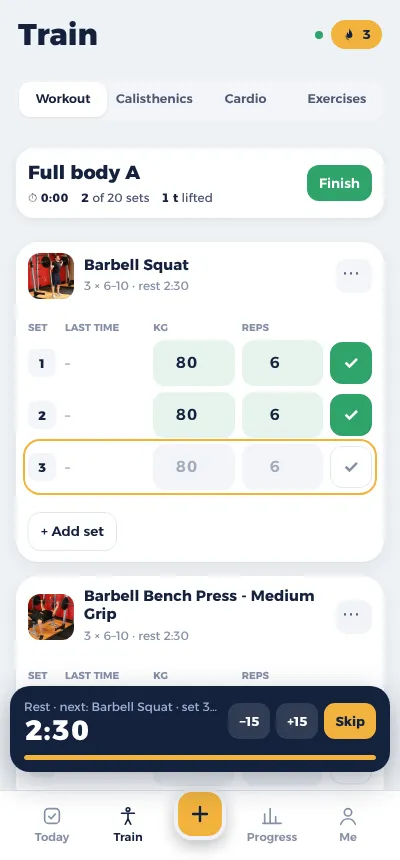 Train
3
Workout Calisthenics Cardio Exercises
Full body A
0:00 2 of 20 sets 1 t lifted
Finish
Barbell Squat
3 × 6–10 · rest 2:30
...
SET LAST TIME KG REPS
1 – 80 6
2 – 80 6
3 – 80 6
+ Add set
Barbell Bench Press - Medium
Grip
3 × 6–10 · rest 2:30
...
SET LAST TIME KG REPS
Rest · next: Barbell Squat · set 3...
2:30
−15 +15 Skip
+
Today Train Progress Me